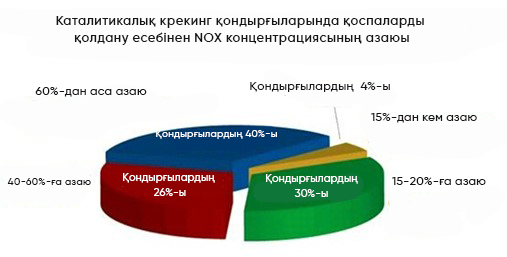 Каталитикалық крекинг қондырғыларында қоспаларды
қолдану есебінен NOX концентрациясының азаюы
60%-дан аса азаю
Қондырғылардың 4%-ы
15%-дан кем азаю
Қондырғылардың 40%-ы
40-60%-ға азаю
Қондырғылардың
26%-ы
Қондырғылардың
30%-ы
15-20%-ға азаю